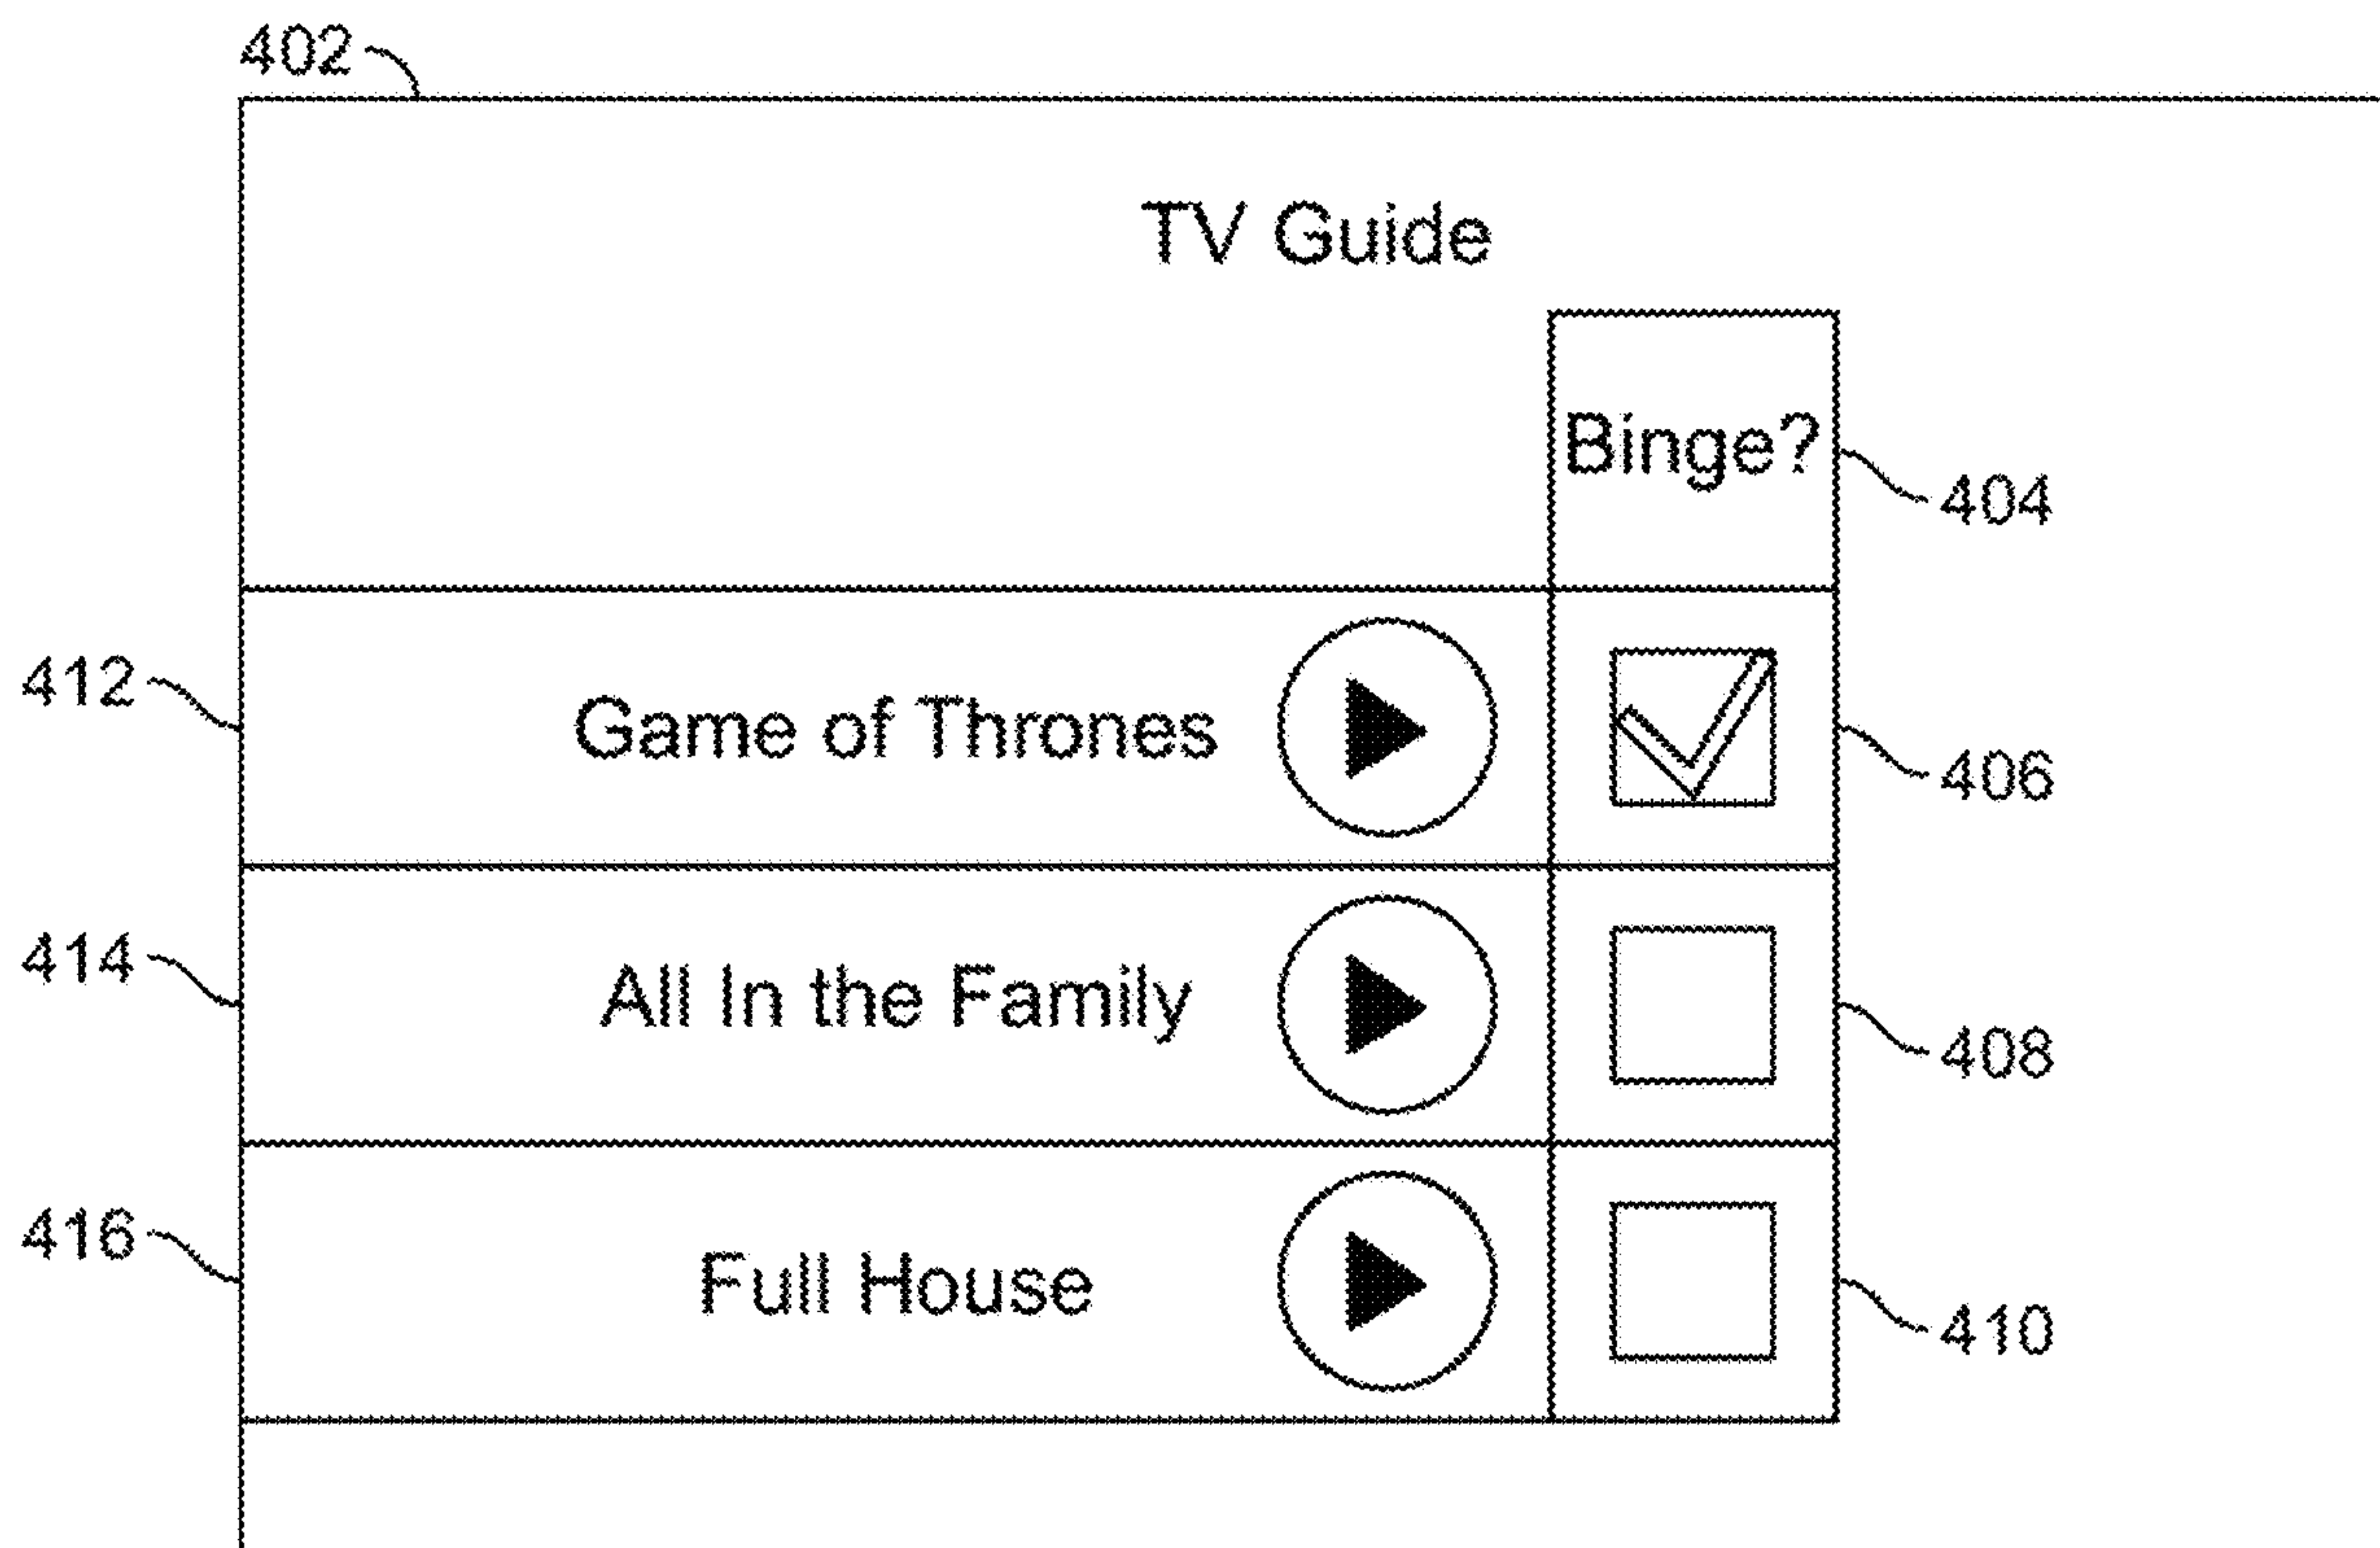 402
TV Guide
Binge?
404
412
Game of Thrones
406
414
All In the Family
408
416
Full House
410